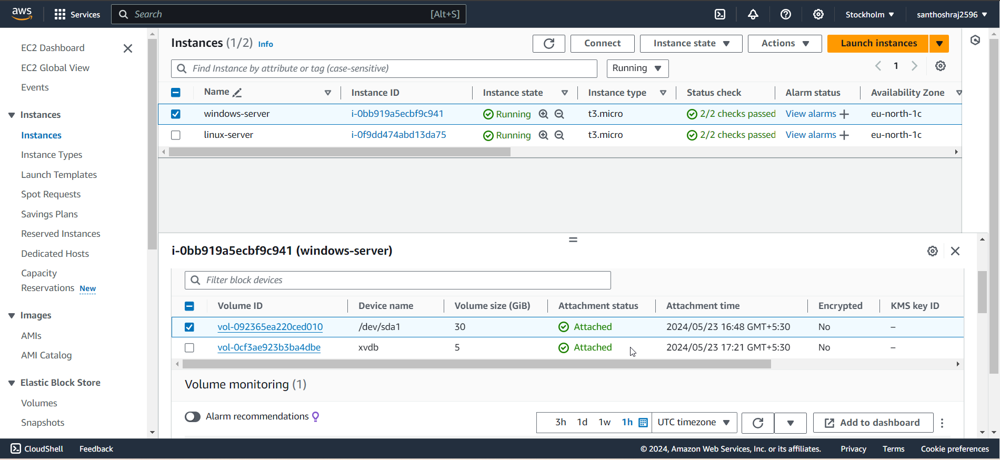 aws Services Search [Alt+S] Stockholm santhoshraj2596
EC2 Dashboard
EC2 Global View
Events
Instances
Instances
Instance Types
Launch Templates
Spot Requests
Savings Plans
Reserved Instances
Dedicated Hosts
Capacity
Reservations New
Images
AMIs
AMI Catalog
Elastic Block Store
Volumes
Snapshots
Instances (1/2) Info Connect Instance state Actions Launch instances
Find Instance by attribute or tag (case-sensitive) Running 1
Name Instance ID Instance state Instance type Status check Alarm status Availability Zone
windows-server i-0bb919a5ecbf9c941 Running t3.micro 2/2 checks passed View alarms eu-north-1c
linux-server i-0f9dd474abd13da75 Running t3.micro 2/2 checks passed View alarms eu-north-1c
i-0bb919a5ecbf9c941 (windows-server)
Filter block devices
Volume ID Device name Volume size (GiB) Attachment status Attachment time Encrypted KMS key ID
vol-092365ea220ced010 /dev/sda1 30 Attached 2024/05/23 16:48 GMT+5:30 No –
vol-0cf3ae923b3ba4dbe xvdb 5 Attached 2024/05/23 17:21 GMT+5:30 No –
Volume monitoring (1)
Alarm recommendations 3h 1d 1w 1h UTC timezone Add to dashboard
CloudShell Feedback © 2024, Amazon Web Services, Inc. or its affiliates. Privacy Terms Cookie preferences